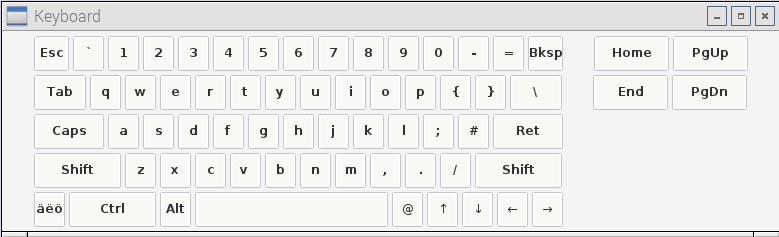 Keyboard
Esc ` 1 2 3 4 5 6 7 8 9 0 - = Bksp Home PgUp
Tab q w e r t y u i o p { } \ End PgDn
Caps a s d f g h j k l ; # Ret
Shift z x c v b n m , . / Shift
äëö Ctrl Alt @ ↑ ↓ ← →